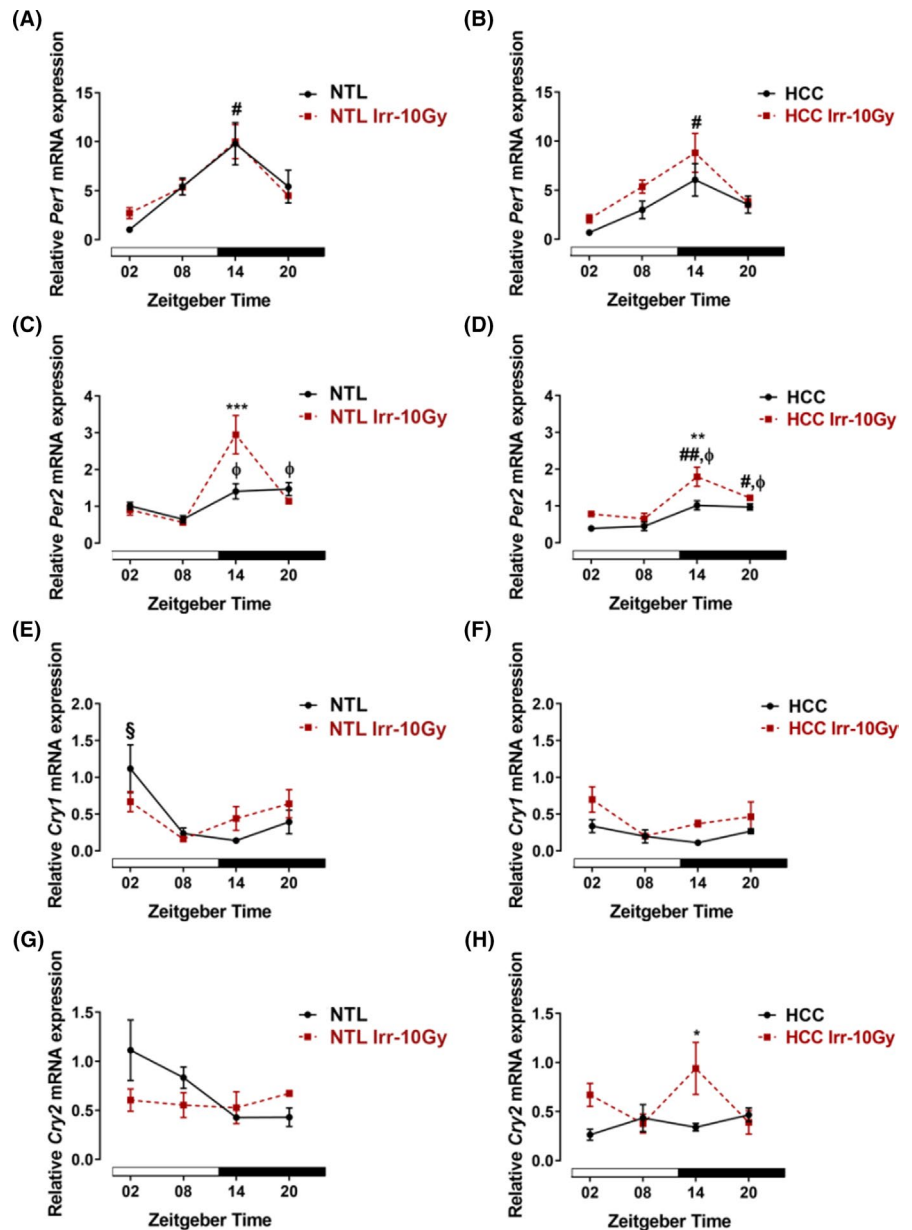 (A)
Relative Per1 mRNA expression
15
10
5
0
#
NTL
NTL Irr-10Gy
02 08 14 20
Zeitgeber Time
(B)
Relative Per1 mRNA expression
15
10
5
0
#
HCC
HCC Irr-10Gy
02 08 14 20
Zeitgeber Time
(C)
Relative Per2 mRNA expression
4
3
2
1
0
***
ϕ ϕ
NTL
NTL Irr-10Gy
02 08 14 20
Zeitgeber Time
(D)
Relative Per2 mRNA expression
4
3
2
1
0
**
##,ϕ
#,ϕ
HCC
HCC Irr-10Gy
02 08 14 20
Zeitgeber Time
(E)
Relative Cry1 mRNA expression
2.0
1.5
1.0
0.5
0.0
§
NTL
NTL Irr-10Gy
02 08 14 20
Zeitgeber Time
(F)
Relative Cry1 mRNA expression
2.0
1.5
1.0
0.5
0.0
HCC
HCC Irr-10Gy
02 08 14 20
Zeitgeber Time
(G)
Relative Cry2 mRNA expression
1.5
1.0
0.5
0.0
NTL
NTL Irr-10Gy
02 08 14 20
Zeitgeber Time
(H)
Relative Cry2 mRNA expression
1.5
1.0
0.5
0.0
*
HCC
HCC Irr-10Gy
02 08 14 20
Zeitgeber Time